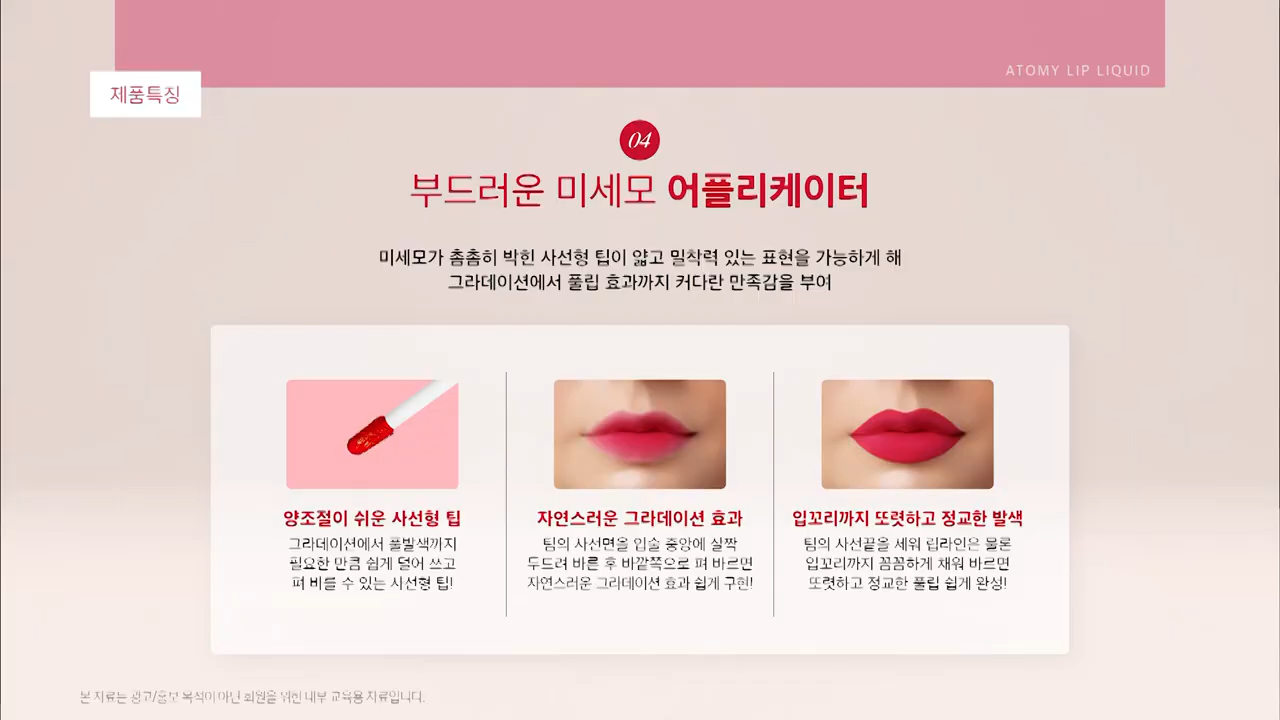 ATOMY LIP LIQUID
제품특징
04
부드러운 미세모 어플리케이터
미세모가 촘촘히 박힌 사선형 팁이 얇고 밀착력 있는 표현을 가능하게 해
그라데이션에서 풀립 효과까지 커다란 만족감을 부여
양조절이 쉬운 사선형 팁
그라데이션에서 풀발색까지
필요한 만큼 쉽게 덜어 쓰고
펴 바를 수 있는 사선형 팁!
자연스러운 그라데이션 효과
팁의 사선면을 입술 중앙에 살짝
두드려 바른 후 바깥쪽으로 펴 바르면
자연스러운 그라데이션 효과 쉽게 구현!
입꼬리까지 또렷하고 정교한 발색
팁의 사선끝을 세워 립라인은 물론
입꼬리까지 꼼꼼하게 채워 바르면
또렷하고 정교한 풀립 쉽게 완성!
본 자료는 광고/홍보 목적이 아닌 회원을 위한 내부 교육용 자료입니다.